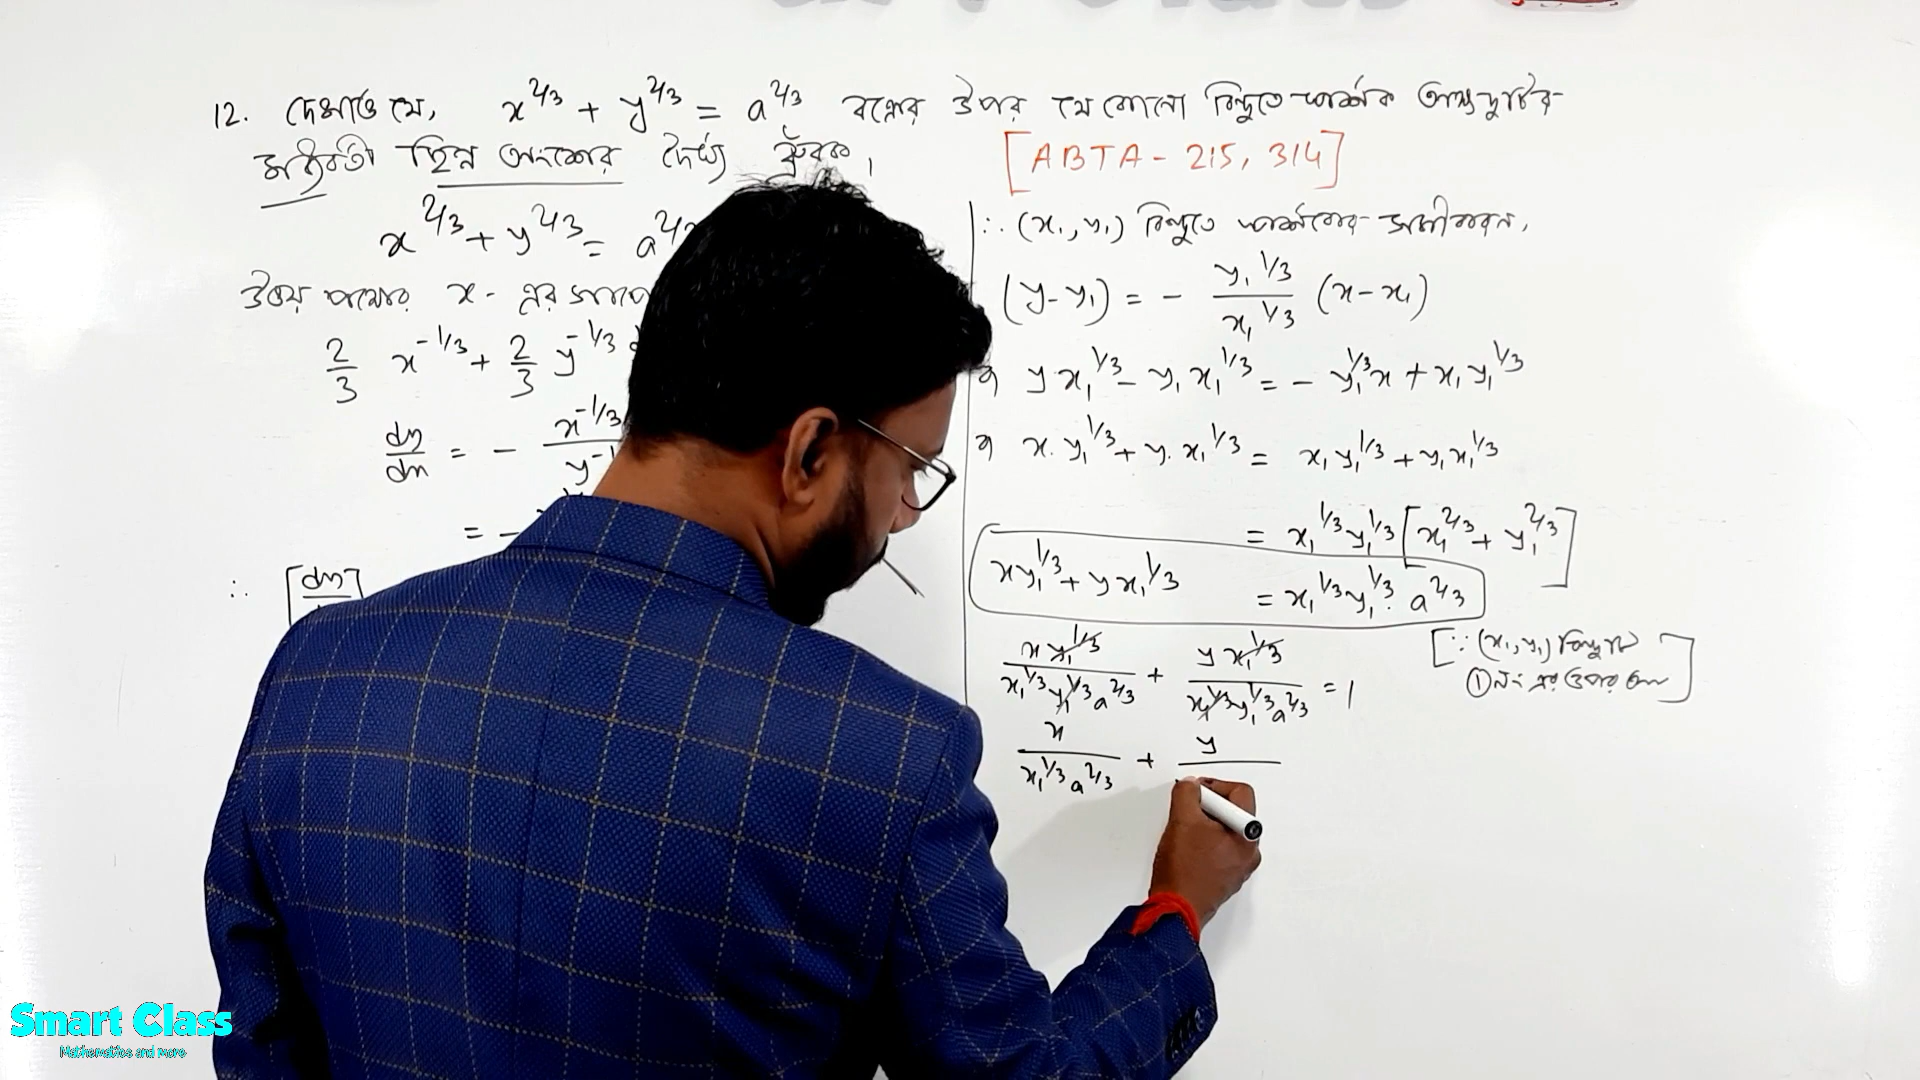 12. দেখাও যে, x^2/3 + y^2/3 = a^2/3 বক্রের উপর যে কোনো বিন্দুতে স্পর্শক অক্ষদুটির
মধ্যবর্তী ছিন্ন অংশের দৈর্ঘ্য ধ্রুবক।
[ABTA - 215, 314]
x^2/3 + y^2/3 = a^2/3
উভয় পক্ষের x- এর সাপে
2/3 x^-1/3 + 2/3 y^-1/3
dy/dx = - x^-1/3 / y^-1
= -
∴ [dy
∴ (x₁, y₁) বিন্দুতে স্পর্শকের সমীকরণ,
(y - y₁) = - y₁^1/3 / x₁^1/3 (x - x₁)
বা y x₁^1/3 - y₁ x₁^1/3 = - y₁^1/3 x + x₁ y₁^1/3
বা x. y₁^1/3 + y. x₁^1/3 = x₁ y₁^1/3 + y₁ x₁^1/3
= x₁^1/3 y₁^1/3 [x₁^2/3 + y₁^2/3]
x y₁^1/3 + y x₁^1/3 = x₁^1/3 y₁^1/3 . a^2/3
[∵ (x₁, y₁) বিন্দুটি
① নং এর উপর
x y₁^1/3 / x₁^1/3 y₁^1/3 a^2/3 + y x₁^1/3 / x₁^1/3 y₁^1/3 a^2/3 = 1
x / x₁^1/3 a^2/3 + y
Smart Class
Mathematics and more